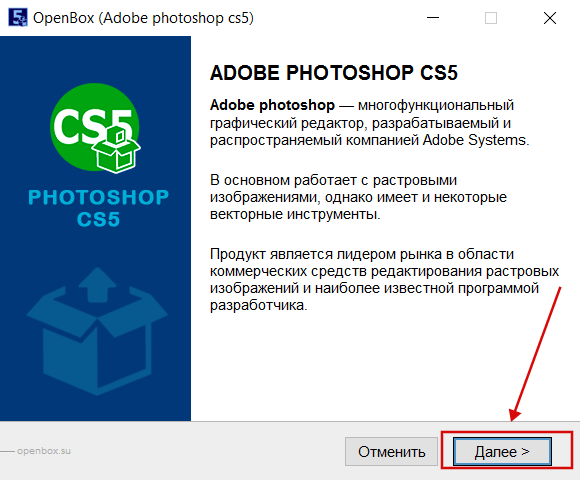 OpenBox (Adobe photoshop cs5)
CS5
PHOTOSHOP
CS5
ADOBE PHOTOSHOP CS5
Adobe photoshop — многофункциональный
графический редактор, разрабатываемый и
распространяемый компанией Adobe Systems.
В основном работает с растровыми
изображениями, однако имеет и некоторые
векторные инструменты.
Продукт является лидером рынка в области
коммерческих средств редактирования растровых
изображений и наиболее известной программой
разработчика.
openbox.su
Отменить
Далее >